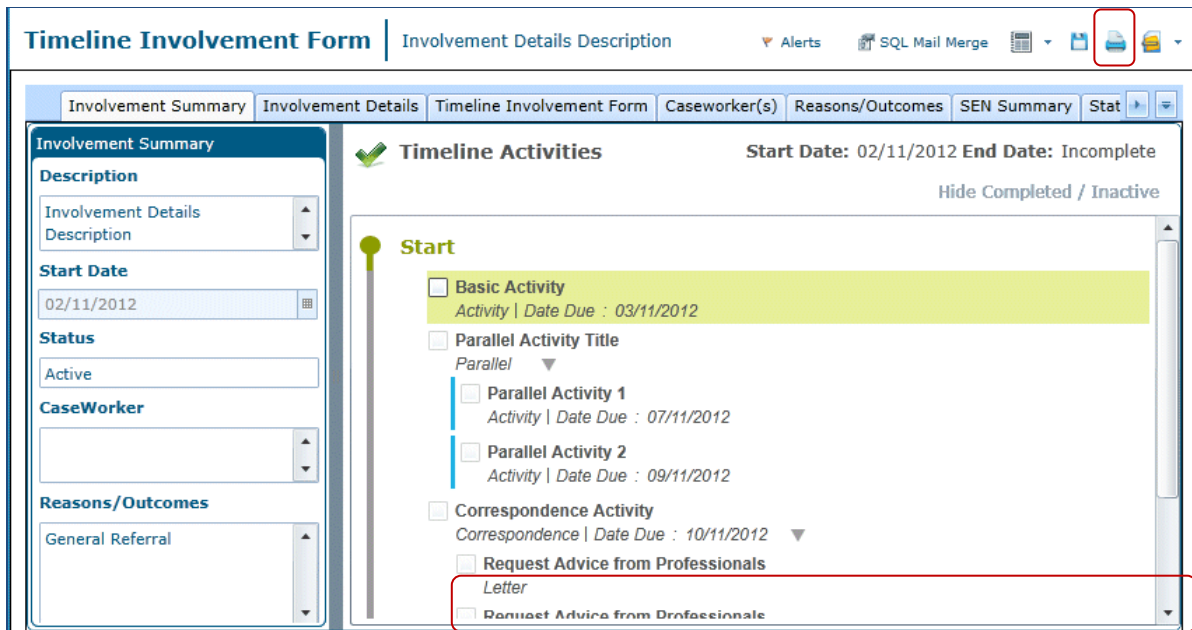 Timeline Involvement Form
Involvement Details Description
Alerts
SQL Mail Merge
Involvement Summary
Involvement Details
Timeline Involvement Form
Caseworker(s)
Reasons/Outcomes
SEN Summary
Stat
Involvement Summary
Description
Involvement Details
Description
Start Date
02/11/2012
Status
Active
CaseWorker
Reasons/Outcomes
General Referral
Timeline Activities
Start Date: 02/11/2012 End Date: Incomplete
Hide Completed / Inactive
Start
Basic Activity
Activity | Date Due : 03/11/2012
Parallel Activity Title
Parallel
Parallel Activity 1
Activity | Date Due : 07/11/2012
Parallel Activity 2
Activity | Date Due : 09/11/2012
Correspondence Activity
Correspondence | Date Due : 10/11/2012
Request Advice from Professionals
Letter
Request Advice from Professionals